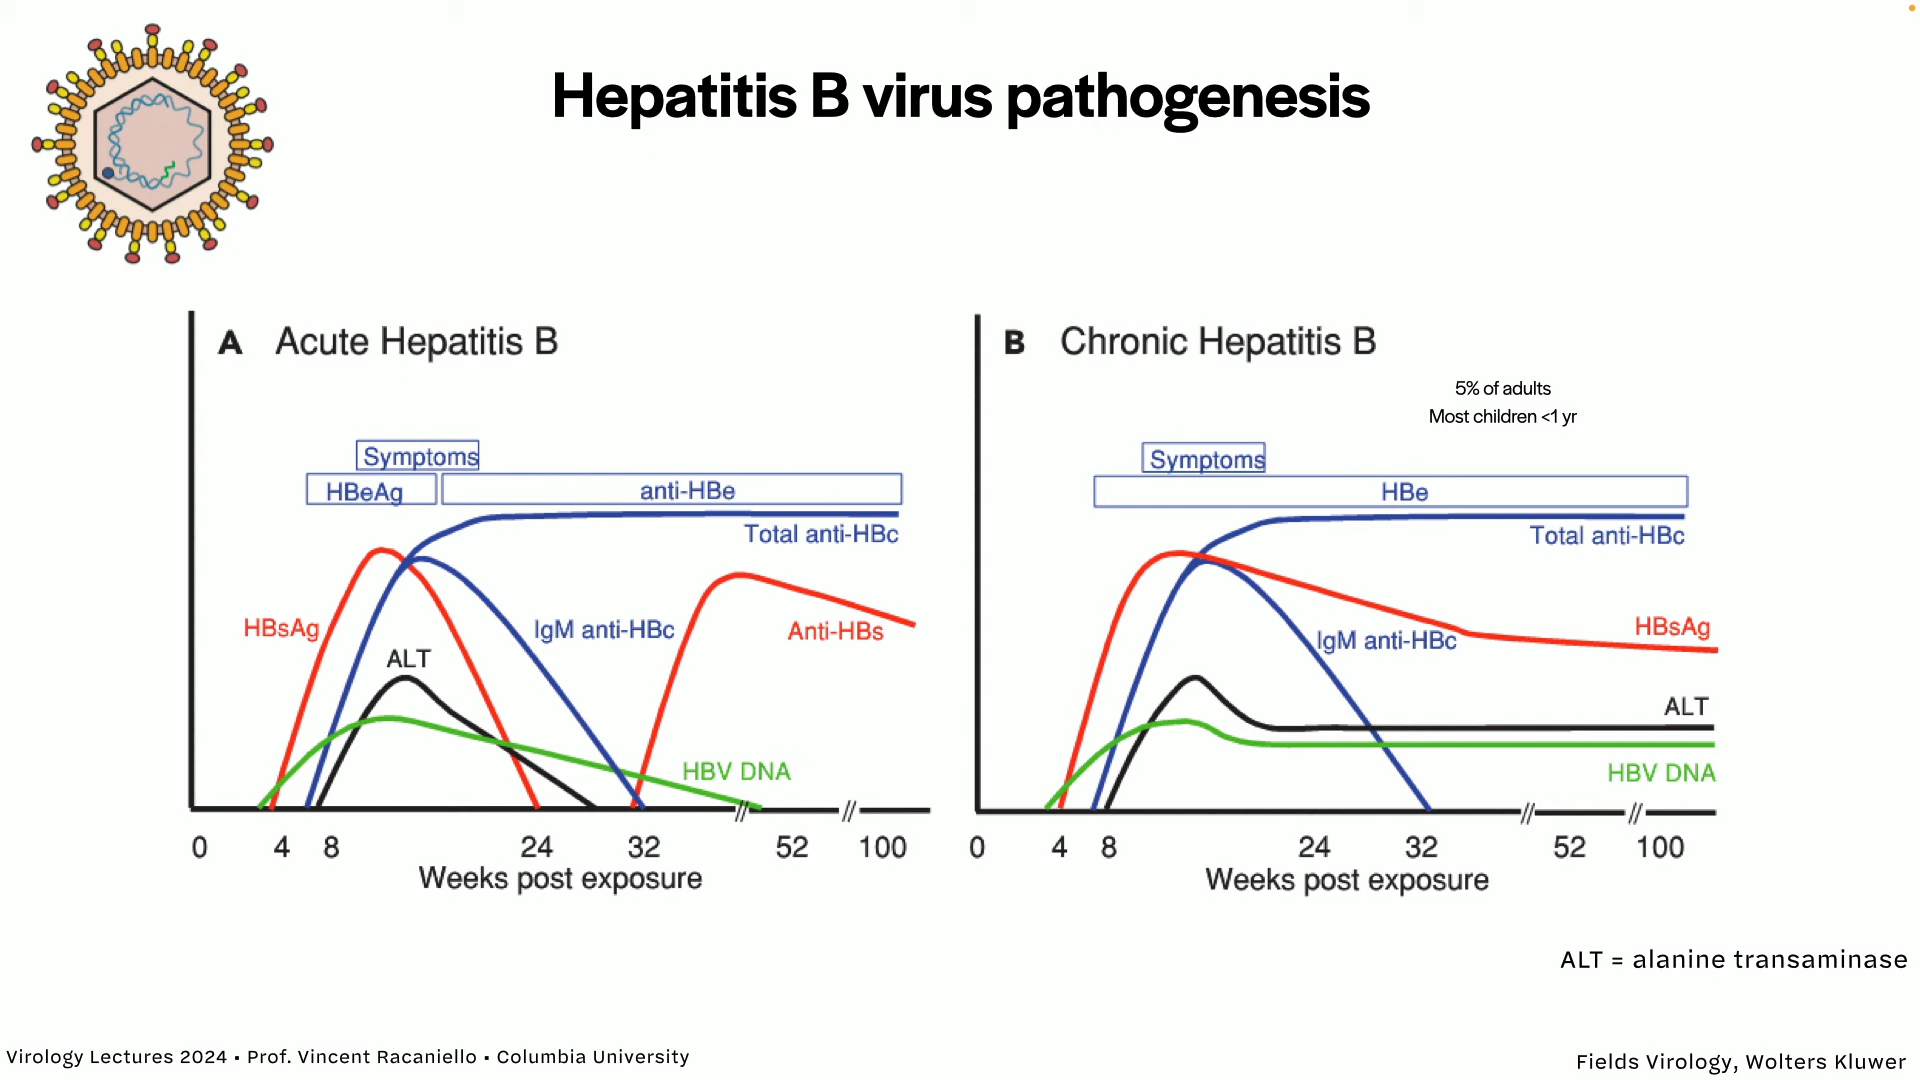 Hepatitis B virus pathogenesis
A Acute Hepatitis B
Symptoms
HBeAg
anti-HBe
Total anti-HBc
HBsAg
IgM anti-HBc
Anti-HBs
ALT
HBV DNA
0 4 8 24 32 52 100
Weeks post exposure
B Chronic Hepatitis B
5% of adults
Most children <1 yr
Symptoms
HBe
Total anti-HBc
HBsAg
IgM anti-HBc
ALT
HBV DNA
0 4 8 24 32 52 100
Weeks post exposure
ALT = alanine transaminase
Virology Lectures 2024 • Prof. Vincent Racaniello • Columbia University
Fields Virology, Wolters Kluwer